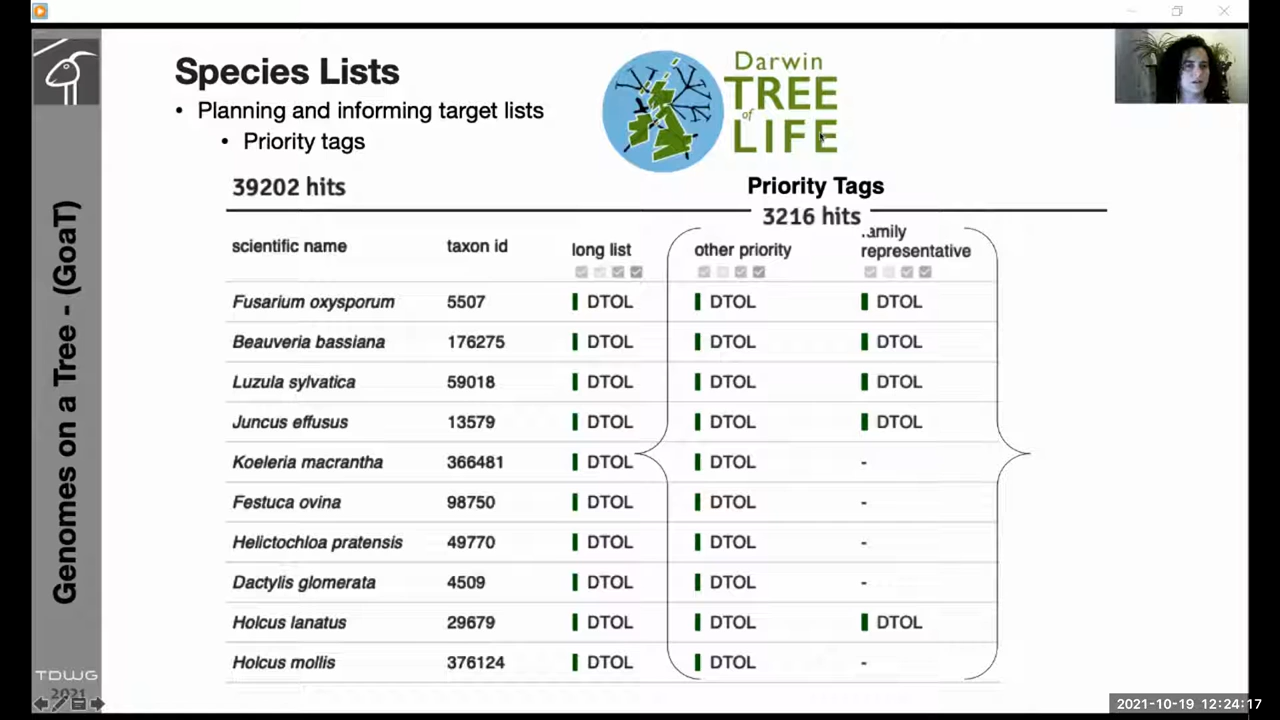 Species Lists
• Planning and informing target lists
• Priority tags
Darwin
TREE
of
LIFE
39202 hits
Priority Tags
3216 hits
scientific name taxon id long list other priority family representative
Fusarium oxysporum 5507 DTOL DTOL DTOL
Beauveria bassiana 176275 DTOL DTOL DTOL
Luzula sylvatica 59018 DTOL DTOL DTOL
Juncus effusus 13579 DTOL DTOL DTOL
Koeleria macrantha 366481 DTOL DTOL -
Festuca ovina 98750 DTOL DTOL -
Helictochloa pratensis 49770 DTOL DTOL -
Dactylis glomerata 4509 DTOL DTOL -
Holcus lanatus 29679 DTOL DTOL DTOL
Holcus mollis 376124 DTOL DTOL -
Genomes on a Tree - (GoaT)
TDWG
2021
2021-10-19 12:24:17